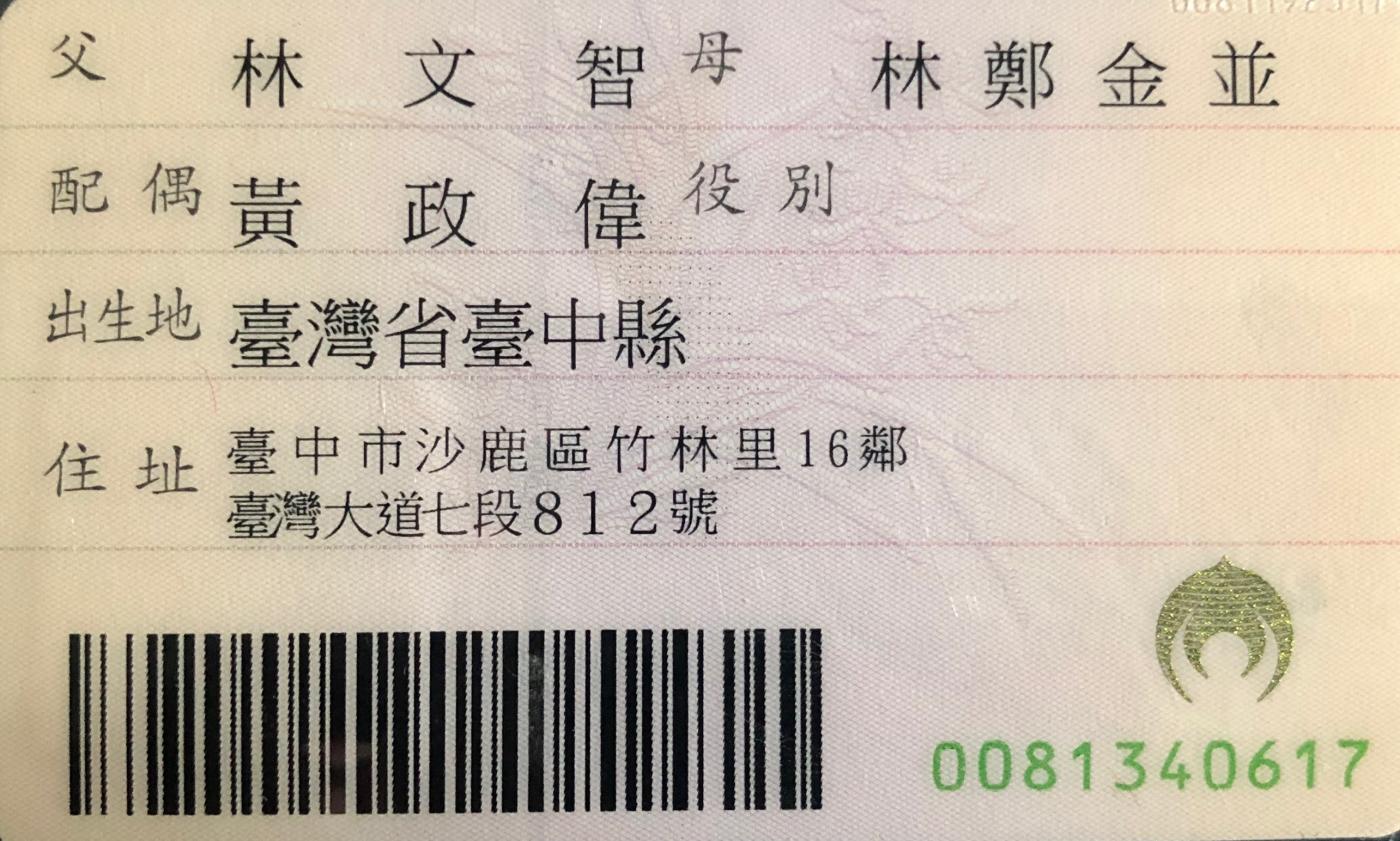 父 林文智 母 林鄭金並
配偶 黃政偉 役別
出生地 臺灣省臺中縣
住址 臺中市沙鹿區竹林里16鄰
臺灣大道七段812號
0081340617